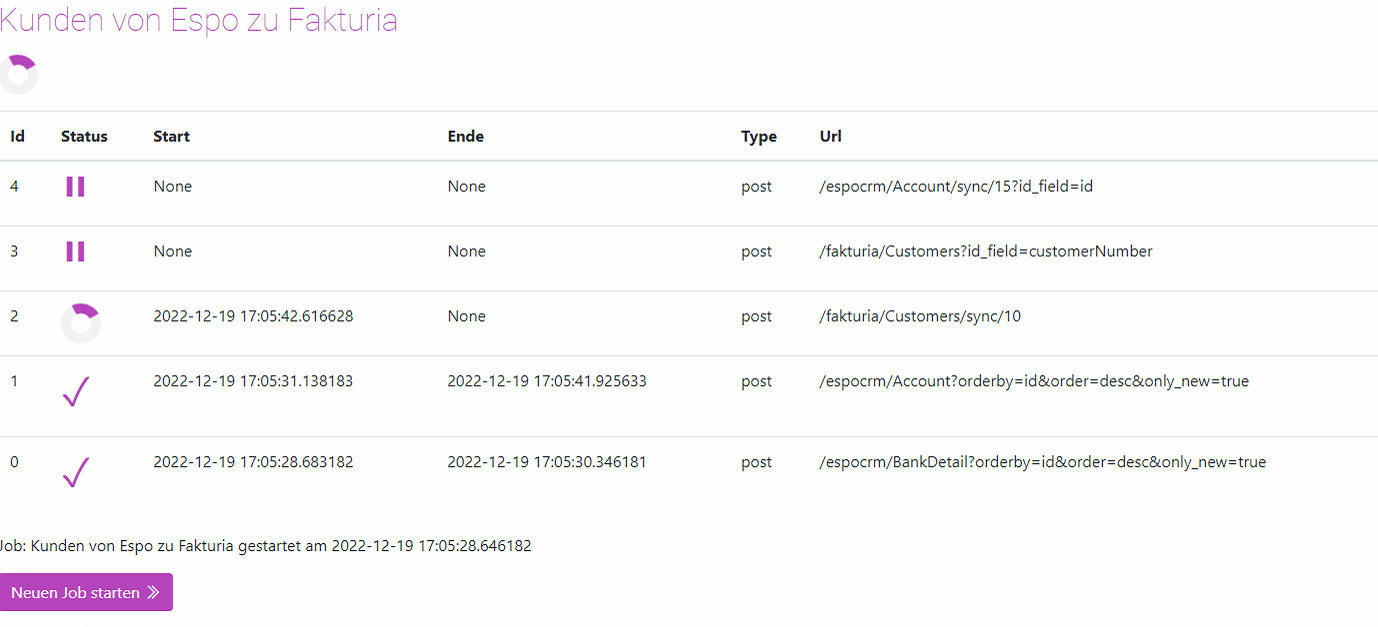 Kunden von Espo zu Fakturia
Id Status Start Ende Type Url
4 None None post /espocrm/Account/sync/15?id_field=id
3 None None post /fakturia/Customers?id_field=customerNumber
2 2022-12-19 17:05:42.616628 None post /fakturia/Customers/sync/10
1 2022-12-19 17:05:31.138183 2022-12-19 17:05:41.925633 post /espocrm/Account?orderby=id&order=desc&only_new=true
0 2022-12-19 17:05:28.683182 2022-12-19 17:05:30.346181 post /espocrm/BankDetail?orderby=id&order=desc&only_new=true
Job: Kunden von Espo zu Fakturia gestartet am 2022-12-19 17:05:28.646182
Neuen Job starten